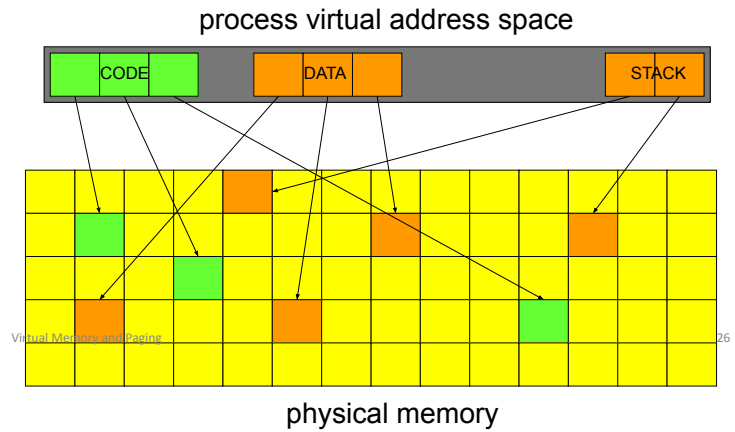 process virtual address space
CODE DATA STACK
Virtual Memory and Paging 26
physical memory